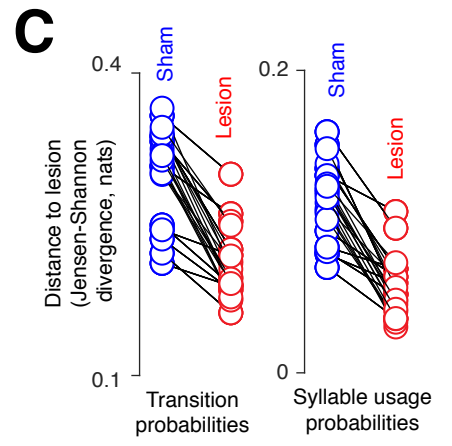 C
Distance to lesion
(Jensen-Shannon
divergence, nats)
0.4
0.1
Sham
Lesion
Transition
probabilities
0.2
0
Sham
Lesion
Syllable usage
probabilities